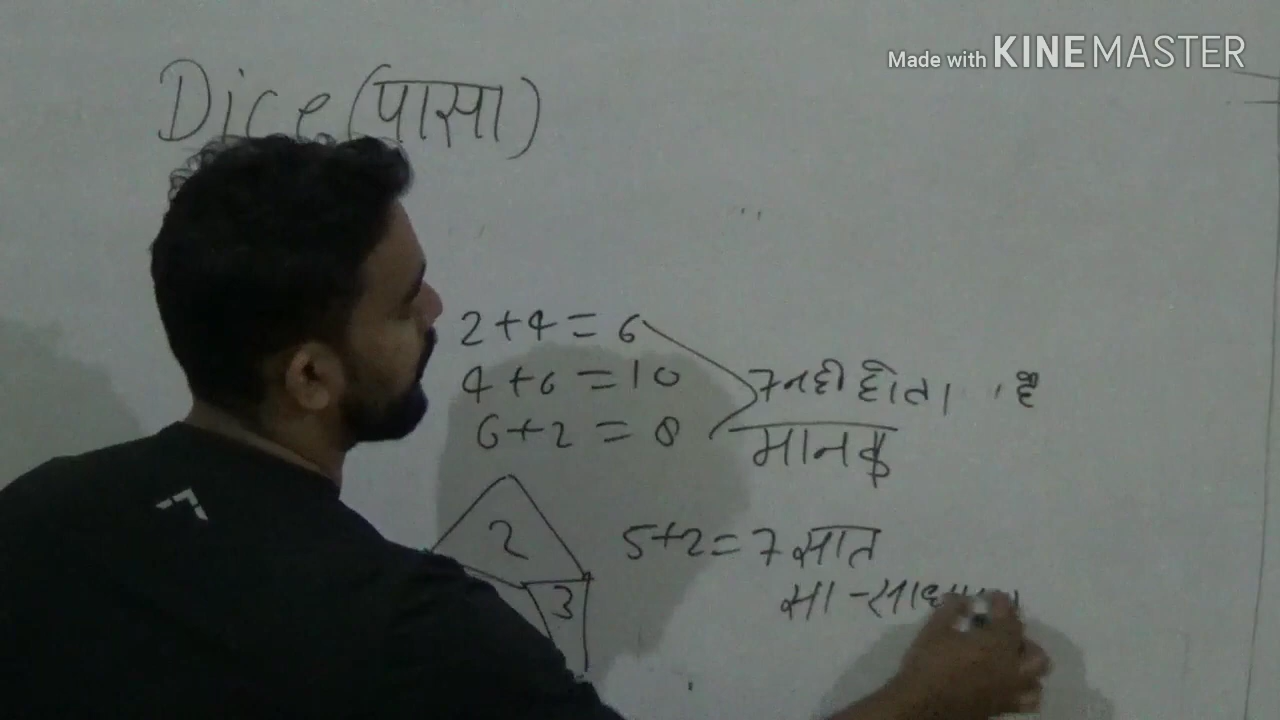 Made with KINEMASTER
Dice (पासा)
2+4=6
4+6=10
6+2=8
7 नही होता है
मानक
2
3
5+2=7 सात
सा -